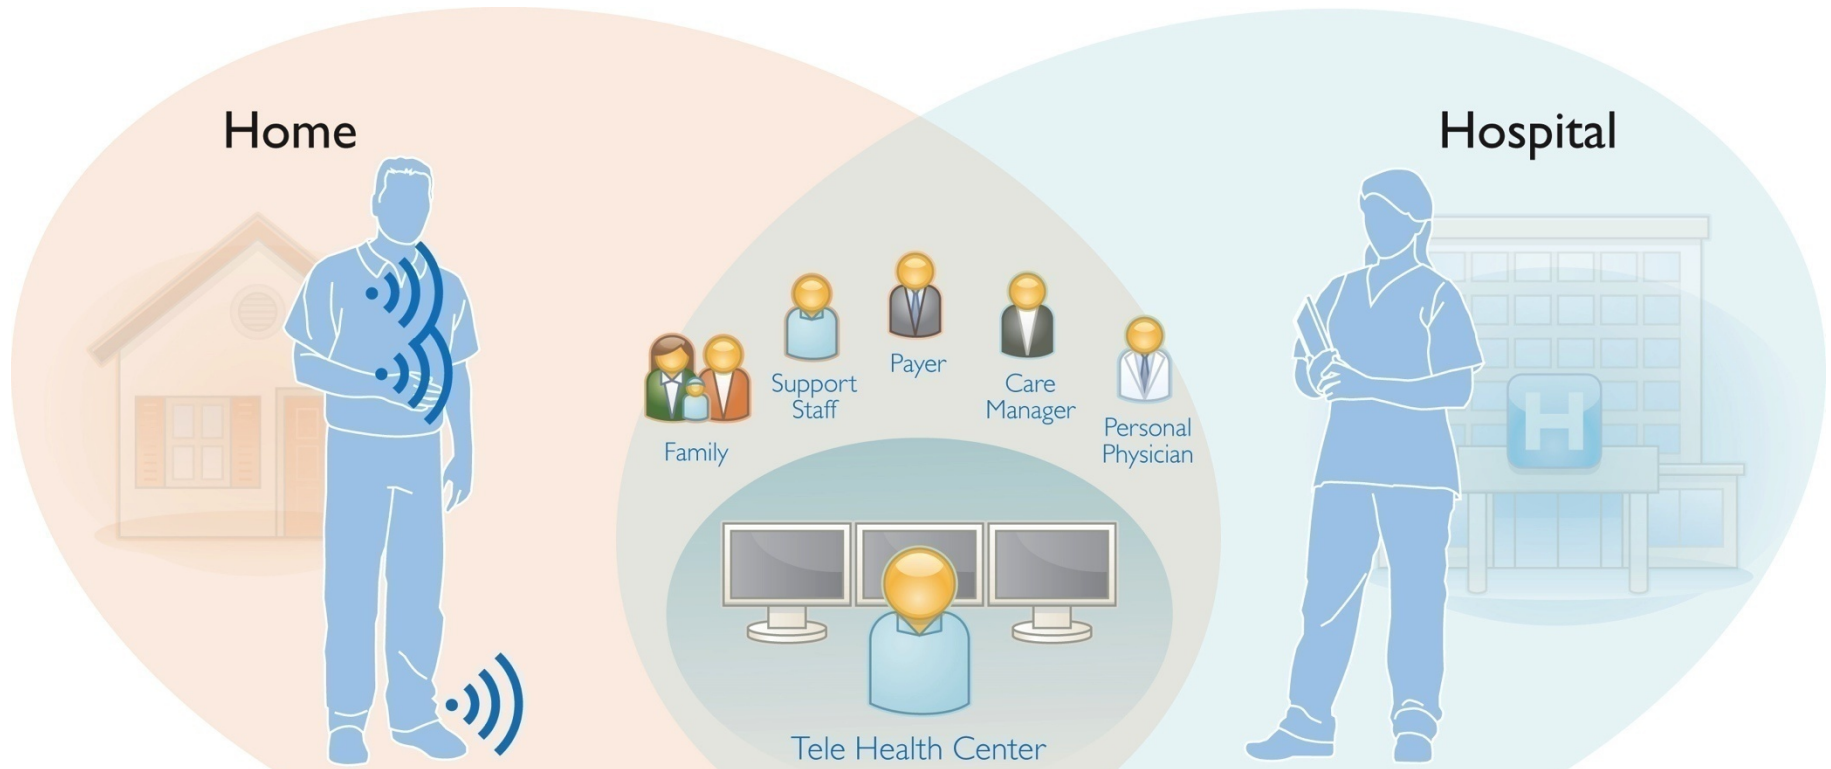 Home
Hospital
Family
Support
Staff
Payer
Care
Manager
Personal
Physician
H
Tele Health Center